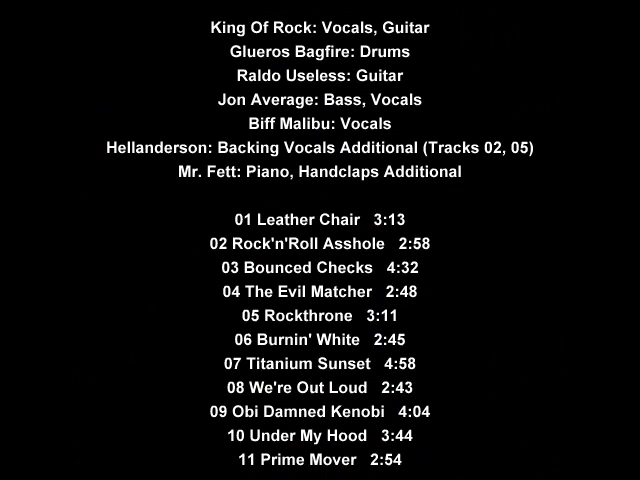 King Of Rock: Vocals, Guitar
Glueros Bagfire: Drums
Raldo Useless: Guitar
Jon Average: Bass, Vocals
Biff Malibu: Vocals
Hellanderson: Backing Vocals Additional (Tracks 02, 05)
Mr. Fett: Piano, Handclaps Additional
01 Leather Chair 3:13
02 Rock'n'Roll Asshole 2:58
03 Bounced Checks 4:32
04 The Evil Matcher 2:48
05 Rockthrone 3:11
06 Burnin' White 2:45
07 Titanium Sunset 4:58
08 We're Out Loud 2:43
09 Obi Damned Kenobi 4:04
10 Under My Hood 3:44
11 Prime Mover 2:54